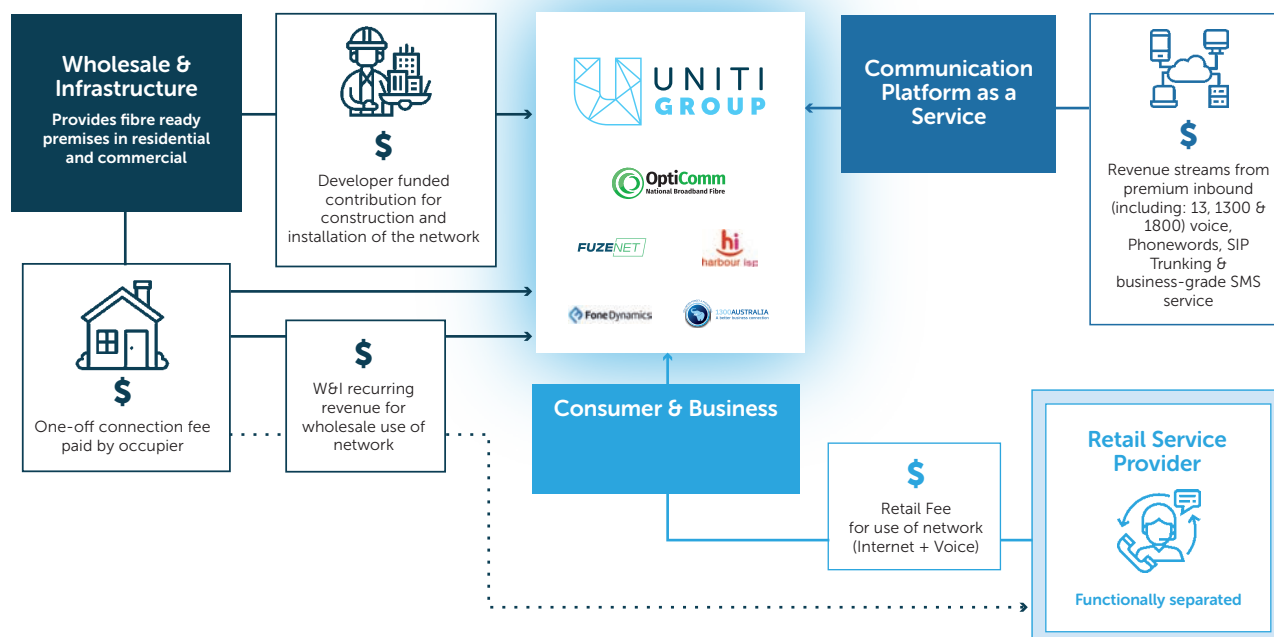 Wholesale &
Infrastructure
Provides fibre ready
premises in residential
and commercial
$
Developer funded
contribution for
construction and
installation of the network
UNITI
GROUP
OptiComm
National Broadband Fibre
FUZENET
hi
harbour isp
FoneDynamics
1300AUSTRALIA
A better business connection
Communication
Platform as a
Service
$
Revenue streams from
premium inbound
(including: 13, 1300 &
1800) voice,
Phonewords, SIP
Trunking &
business-grade SMS
service
$
One-off connection fee
paid by occupier
$
W&I recurring
revenue for
wholesale use of
network
Consumer & Business
$
Retail Fee
for use of network
(Internet + Voice)
Retail Service
Provider
Functionally separated